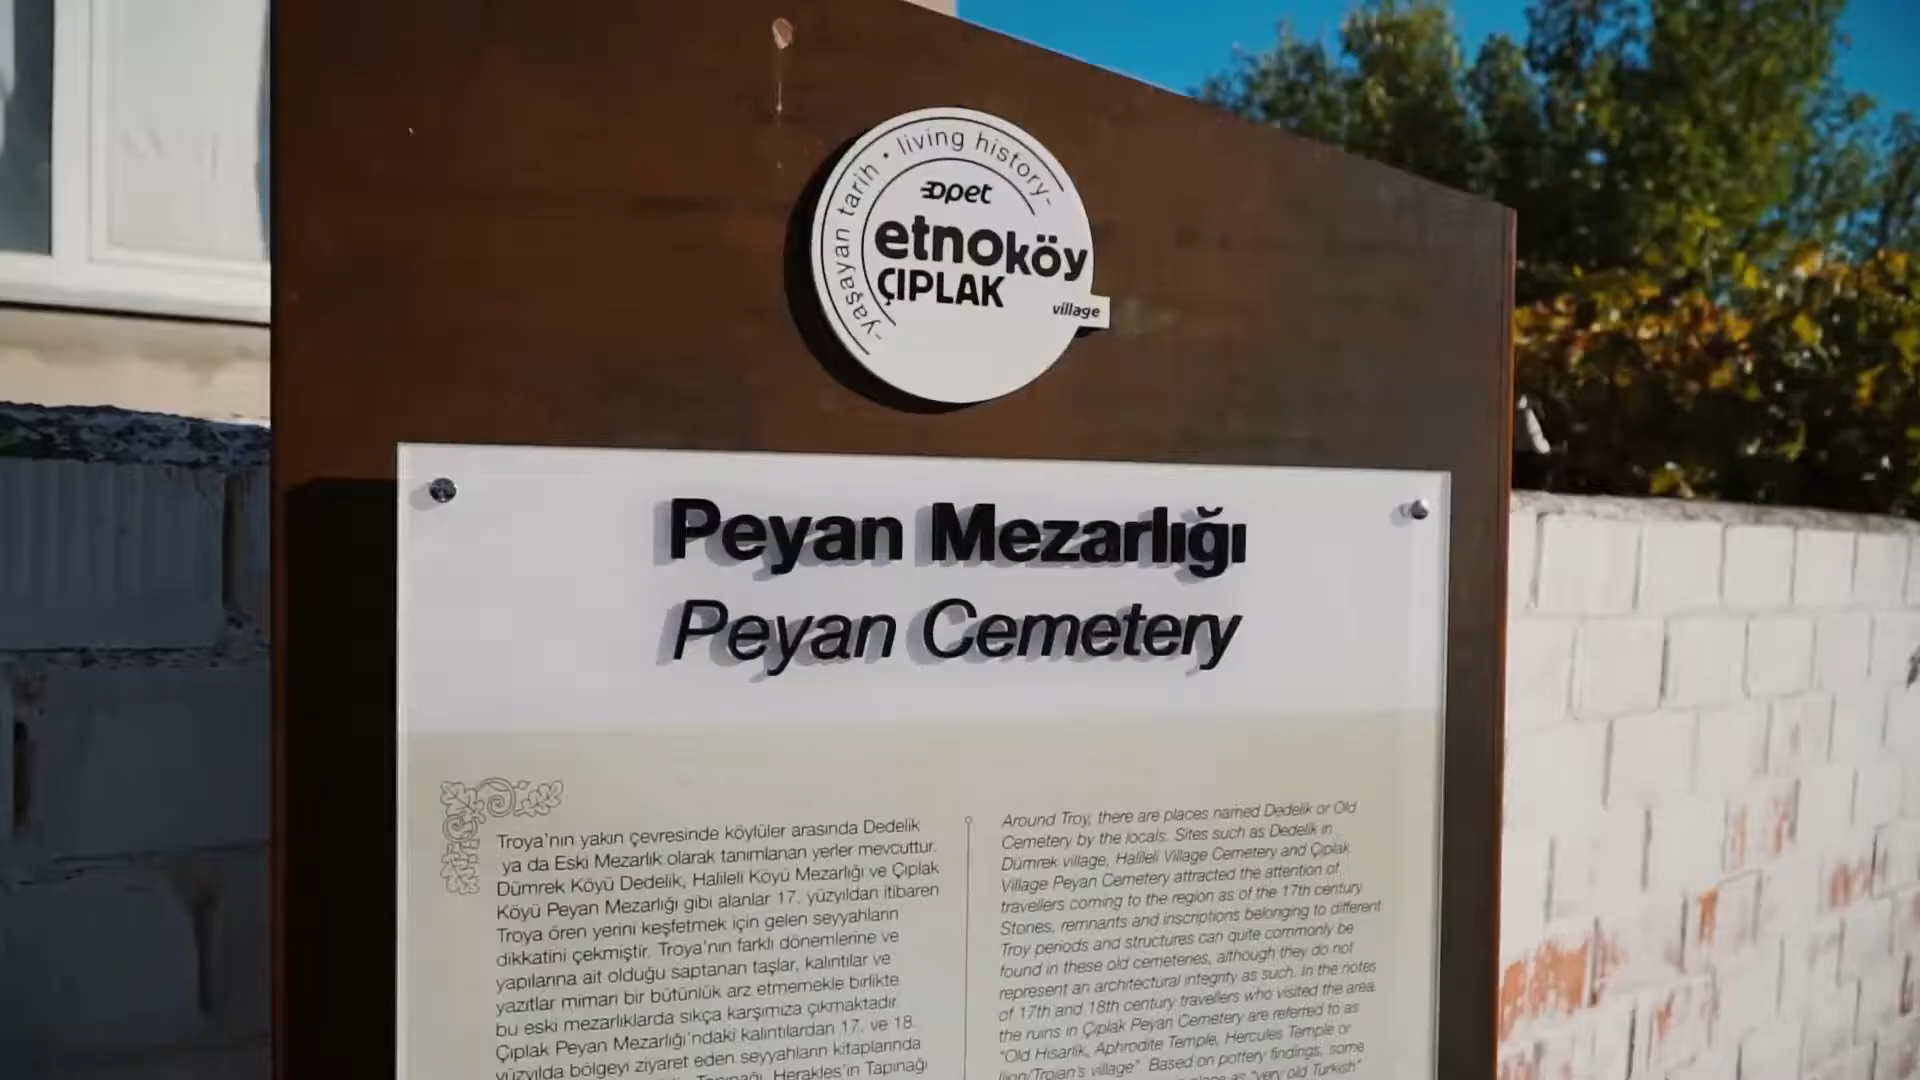 -yaşayan tarih • living history-
opet
etnoköy
ÇIPLAK
village
Peyan Mezarlığı
Peyan Cemetery
Troya'nın yakın çevresinde köylüler arasında Dedelik
ya da Eski Mezarlık olarak tanımlanan yerler mevcuttur.
Dümrek Köyü Dedelik, Halileli Köyü Mezarlığı ve Çıplak
Köyü Peyan Mezarlığı gibi alanlar 17. yüzyıldan itibaren
Troya ören yerini keşfetmek için gelen seyyahların
dikkatini çekmiştir. Troya'nın farklı dönemlerine ve
yapılarına ait olduğu saptanan taşlar, kalıntılar ve
yazıtlar mimari bir bütünlük arz etmemekle birlikte
bu eski mezarlıklarda sıkça karşımıza çıkmaktadır.
Çıplak Peyan Mezarlığı'ndaki kalıntılardan 17. ve 18.
yüzyılda bölgeyi ziyaret eden seyyahların kitaplarında
Tapınağı, Herakles'in Tapınağı
Around Troy, there are places named Dedelik or Old
Cemetery by the locals. Sites such as Dedelik in
Dümrek village, Halileli Village Cemetery and Çıplak
Village Peyan Cemetery attracted the attention of
travellers coming to the region as of the 17th century
Stones, remnants and inscriptions belonging to different
Troy periods and structures can quite commonly be
found in these old cemeteries, although they do not
represent an architectural integrity as such. In the notes
of 17th and 18th century travellers who visited the area
the ruins in Çıplak Peyan Cemetery are referred to as
"Old Hisarlık, Aphrodite Temple, Hercules Temple or
Ilion/Trojan's village" Based on pottery findings, some
place as "very old Turkish"